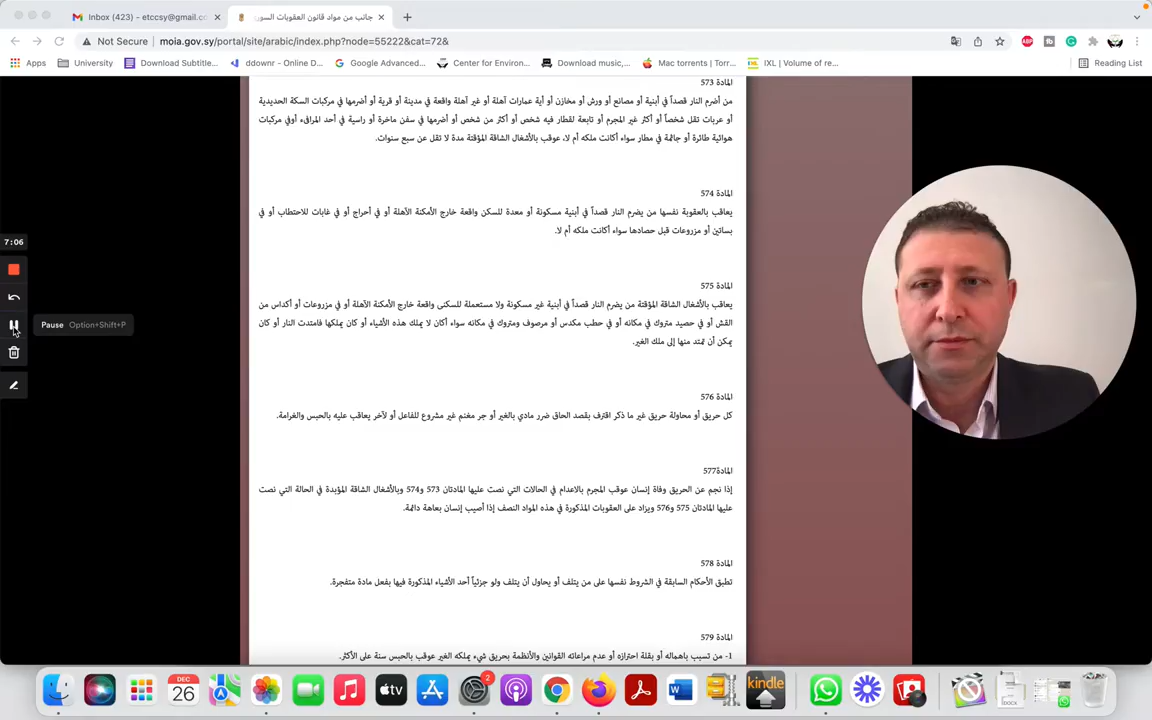 Inbox (423) - etccsy@gmail.cc
جانب من مواد قانون العقوبات السور
Not Secure
moia.gov.sy/portal/site/arabic/index.php?node=55222&cat=72&
Apps
University
Download Subtitle...
ddownr - Online D...
Google Advanced...
Center for Environ...
Download music,...
Mac torrents | Torr...
IXL | Volume of re...
Reading List
المادة 573
من أضرم النار قصداً في أبنية أو مصانع أو ورش أو مخازن أو أية عمارات آهلة أو غير آهلة واقعة في مدينة أو قرية أو أضرمها في مركبات السكة الحديدية
أو عربات تقل شخصاً أو أكثر غير المجرم أو تابعة لقطار فيه شخص أو أكثر من شخص أو أضرمها في سفن ماخرة أو راسية في أحد المرافىء أوفي مركبات
هوائية طائرة أو جاثمة في مطار سواء أكانت ملكه أم لا، عوقب بالأشغال الشاقة المؤقتة مدة لا تقل عن سبع سنوات.
المادة 574
يعاقب بالعقوبة نفسها من يضرم النار قصداً في أبنية مسكونة أو معدة للسكن واقعة خارج الأمكنة الآهلة أو في أحراج أو في غابات للاحتطاب أو في
بساتين أو مزروعات قبل حصادها سواء أكانت ملكه أم لا.
المادة 575
يعاقب بالأشغال الشاقة المؤقتة من يضرم النار قصداً في أبنية غير مسكونة ولا مستعملة للسكنى واقعة خارج الأمكنة الآهلة أو في مزروعات أو أكداس من
القش أو في حصيد متروك في مكانه أو في حطب مكدس أو مرصوف ومتروك في مكانه سواء أكان لا يملك هذه الأشياء أو كان يملكها فامتدت النار أو كان
يمكن أن تمتد منها إلى ملك الغير.
المادة 576
كل حريق أو محاولة حريق غير ما ذكر اقترف بقصد الحاق ضرر مادي بالغير أو جر مغنم غير مشروع للفاعل أو لآخر يعاقب عليه بالحبس والغرامة.
المادة577
إذا نجم عن الحريق وفاة إنسان عوقب المجرم بالاعدام في الحالات التي نصت عليها المادتان 573 و574 وبالأشغال الشاقة المؤبدة في الحالة التي نصت
عليها المادتان 575 و576 ويزاد على العقوبات المذكورة في هذه المواد النصف إذا أصيب إنسان بعاهة دائمة.
المادة 578
تطبق الأحكام السابقة في الشروط نفسها على من يتلف أو يحاول أن يتلف ولو جزئياً أحد الأشياء المذكورة فيها بفعل مادة متفجرة.
المادة 579
1- من تسبب باهماله أو بقلة احترازه أو عدم مراعاته القوانين والأنظمة بحريق شيء يملكه الغير عوقب بالحبس سنة على الأكثر.
7:06
Pause Option+Shift+P
DEC
26
tv
2
kindle
DOCX